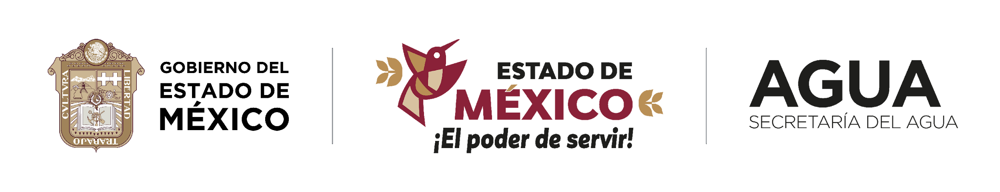 CVLTVRA
LIBERTAD
TRABAJO
GOBIERNO DEL
ESTADO DE
MÉXICO
ESTADO DE
MÉXICO
¡El poder de servir!
AGUA
SECRETARÍA DEL AGUA